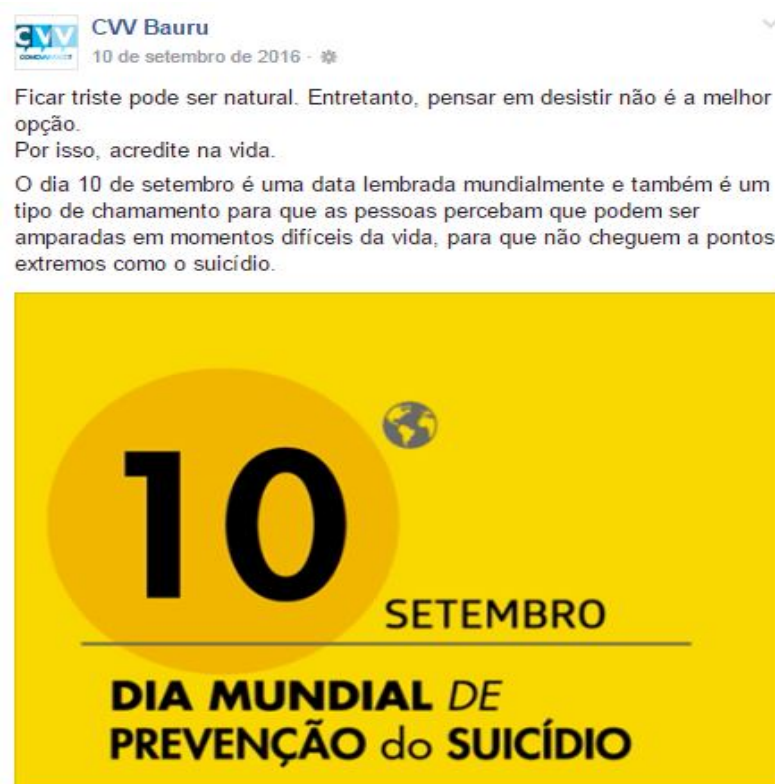 CVV
CVV Bauru
10 de setembro de 2016 ·
Ficar triste pode ser natural. Entretanto, pensar em desistir não é a melhor
opção.
Por isso, acredite na vida.
O dia 10 de setembro é uma data lembrada mundialmente e também é um
tipo de chamamento para que as pessoas percebam que podem ser
amparadas em momentos difíceis da vida, para que não cheguem a pontos
extremos como o suicídio.
10
SETEMBRO
DIA MUNDIAL DE
PREVENÇÃO do SUICÍDIO